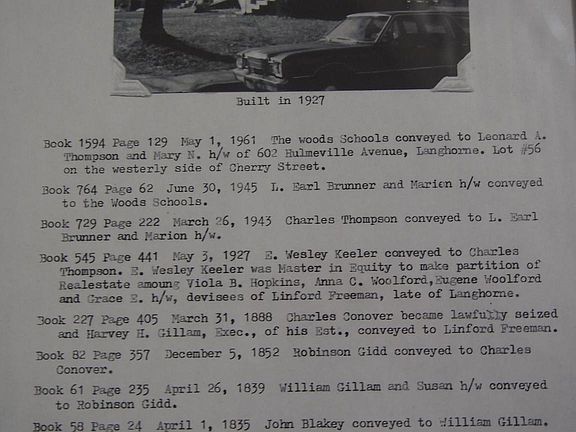 Built in 1927
Book 1594 Page 129 May 1, 1961 The woods Schools conveyed to Leonard A.
Thompson and Mary N. h/w of 602 Hulmeville Avenue, Langhorne. Lot #56
on the westerly side of Cherry Street.
Book 764 Page 62 June 30, 1945 L. Earl Brunner and Marion h/w conveyed
to the Woods Schools.
Book 729 Page 222 March 26, 1943 Charles Thompson conveyed to L. Earl
Brunner and Marion h/w.
Book 545 Page 441 May 3, 1927 E. Wesley Keeler conveyed to Charles
Thompson. E. Wesley Keeler was Master in Equity to make partition of
Realestate amoung Viola B. Hopkins, Anna C. Woolford,Eugene Woolford
and Grace E. h/w, devisees of Linford Freeman, late of Langhorne.
Book 227 Page 405 March 31, 1888 Charles Conover became lawfully seized
and Harvey H. Gillam, Exec., of his Est., conveyed to Linford Freeman.
Book 82 Page 357 December 5, 1852 Robinson Gidd conveyed to Charles
Conover.
Book 61 Page 235 April 26, 1839 William Gillam and Susan h/w conveyed
to Robinson Gidd.
Book 58 Page 24 April 1, 1835 John Blakey conveyed to William Gillam.